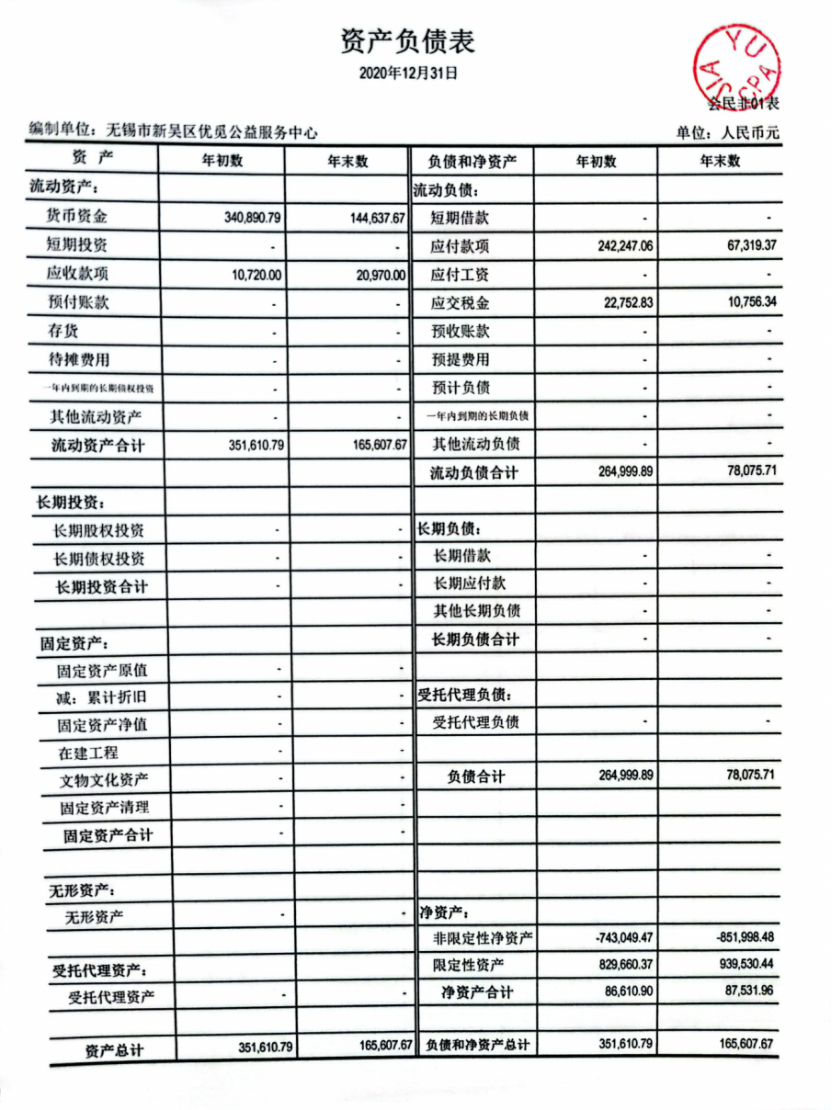 资产负债表
2020年12月31日
YU JIA CPA
会民非01表
编制单位：无锡市新吴区优觅公益服务中心 单位：人民币元
资 产 年初数 年末数 负债和净资产 年初数 年末数
流动资产： 流动负债：
货币资金 340,890.79 144,637.67 短期借款 - -
短期投资 - - 应付款项 242,247.06 67,319.37
应收款项 10,720.00 20,970.00 应付工资 - -
预付账款 - - 应交税金 22,752.83 10,756.34
存货 - - 预收账款 - -
待摊费用 - - 预提费用 - -
一年内到期的长期债权投资 - - 预计负债 - -
其他流动资产 - - 一年内到期的长期负债 - -
流动资产合计 351,610.79 165,607.67 其他流动负债 - -
流动负债合计 264,999.89 78,075.71
长期投资：
长期股权投资 - - 长期负债：
长期债权投资 - - 长期借款 - -
长期投资合计 - - 长期应付款 - -
其他长期负债 - -
固定资产： 长期负债合计 - -
固定资产原值 - -
减：累计折旧 - - 受托代理负债：
固定资产净值 - - 受托代理负债 - -
在建工程 - -
文物文化资产 - - 负债合计 264,999.89 78,075.71
固定资产清理 - -
固定资产合计 - -
无形资产：
无形资产 - - 净资产：
非限定性净资产 -743,049.47 -851,998.48
受托代理资产： 限定性资产 829,660.37 939,530.44
受托代理资产 - - 净资产合计 86,610.90 87,531.96
资产总计 351,610.79 165,607.67 负债和净资产总计 351,610.79 165,607.67